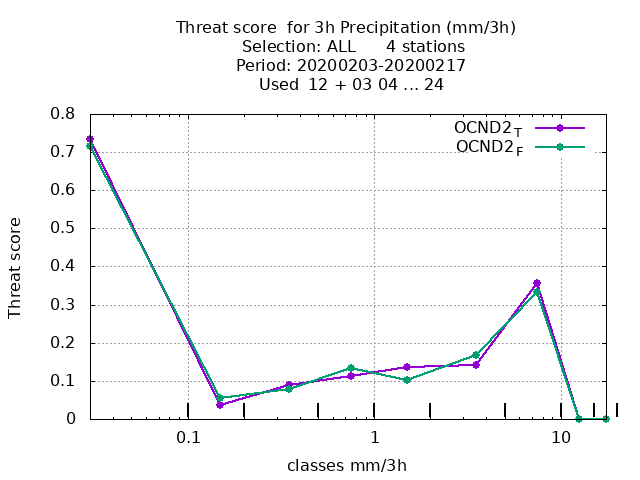 Threat score  for 3h Precipitation (mm/3h)
Selection: ALL      4 stations
Period: 20200203-20200217
Used  12 + 03 04 ... 24
OCND2T
OCND2F
0.8
0.7
0.6
0.5
0.4
0.3
0.2
0.1
0
Threat score
0.1
1
10
classes mm/3h